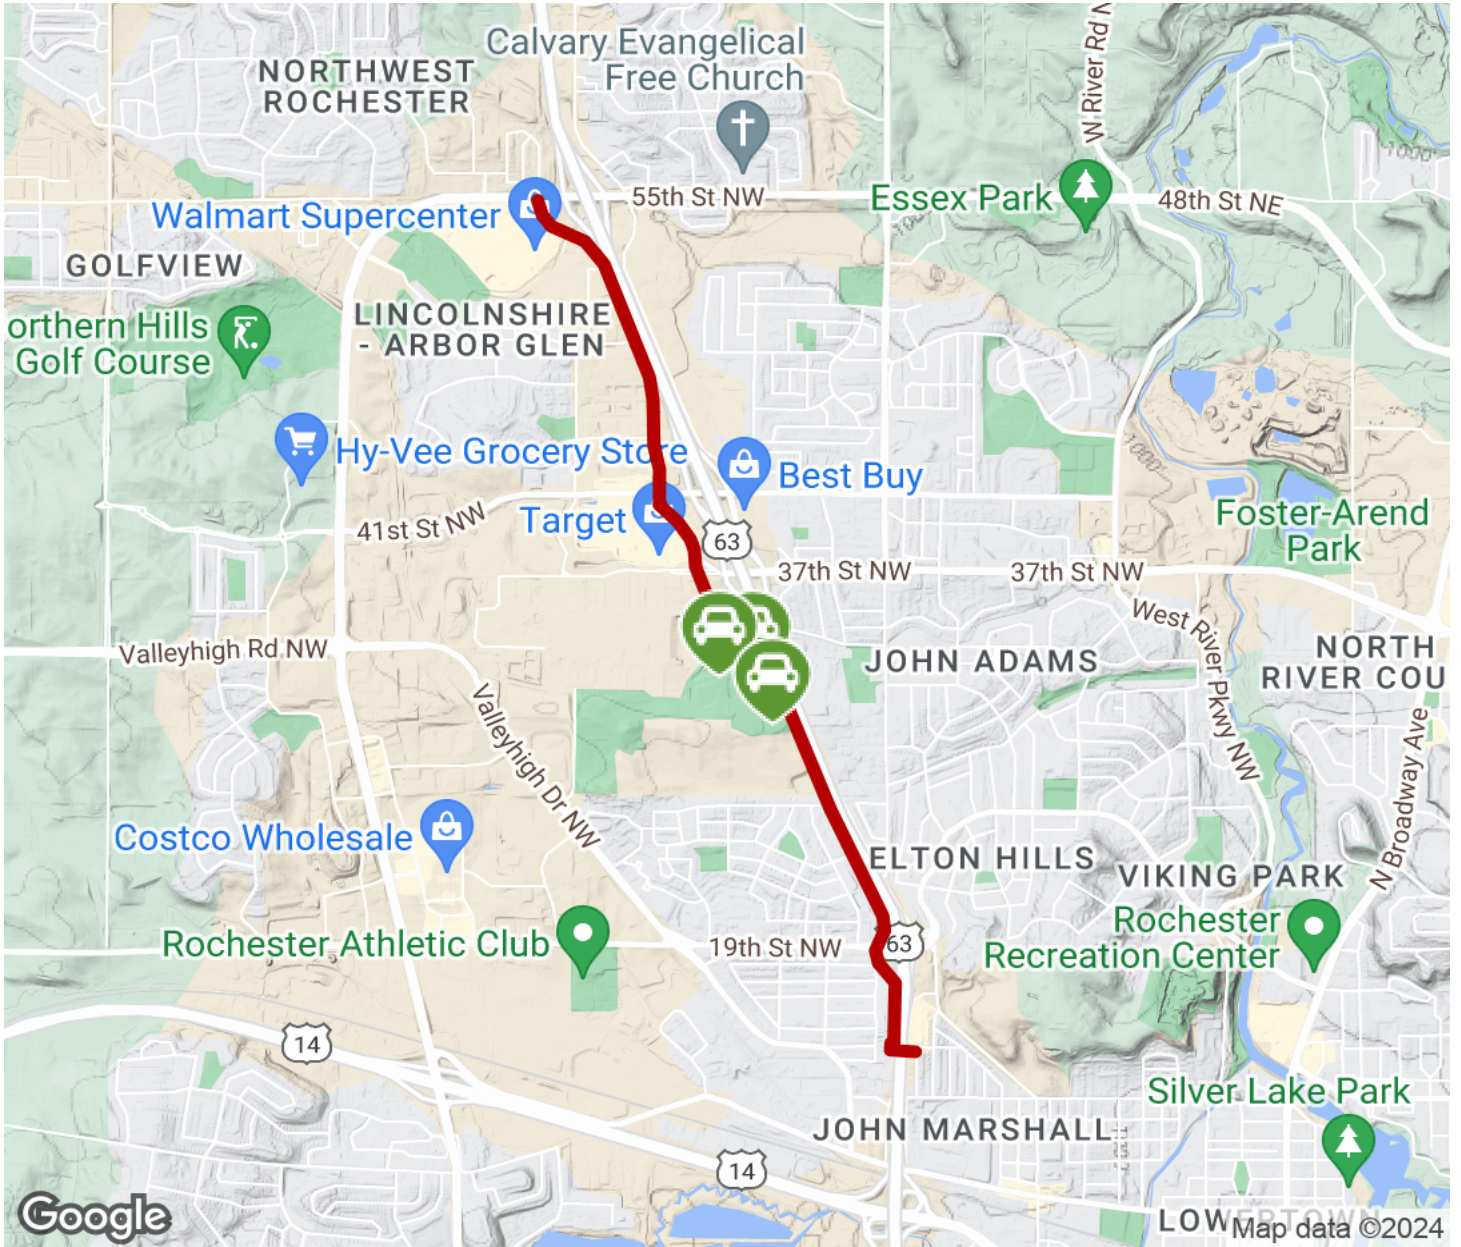 Calvary Evangelical
Free Church
NORTHWEST
ROCHESTER
W River Rd N
55th St NW
Essex Park
48th St NE
Walmart Supercenter
1000
GOLFVIEW
LINCOLNSHIRE
- ARBOR GLEN
orthern Hills
Golf Course
Hy-Vee Grocery Store
Best Buy
1000
Target
41st St NW
63
Foster-Arend
Park
37th St NW
37th St NW
West River Pkwy NW
Valleyhigh Rd NW
JOHN ADAMS
NORTH
RIVER COU
Valleyhigh Dr NW
N Broadway Ave
Costco Wholesale
ELTON HILLS
VIKING PARK
Rochester
Recreation Center
Rochester Athletic Club
19th St NW
63
14
Silver Lake Park
JOHN MARSHALL
14
LOWERTOWN
Google
Map data ©2024